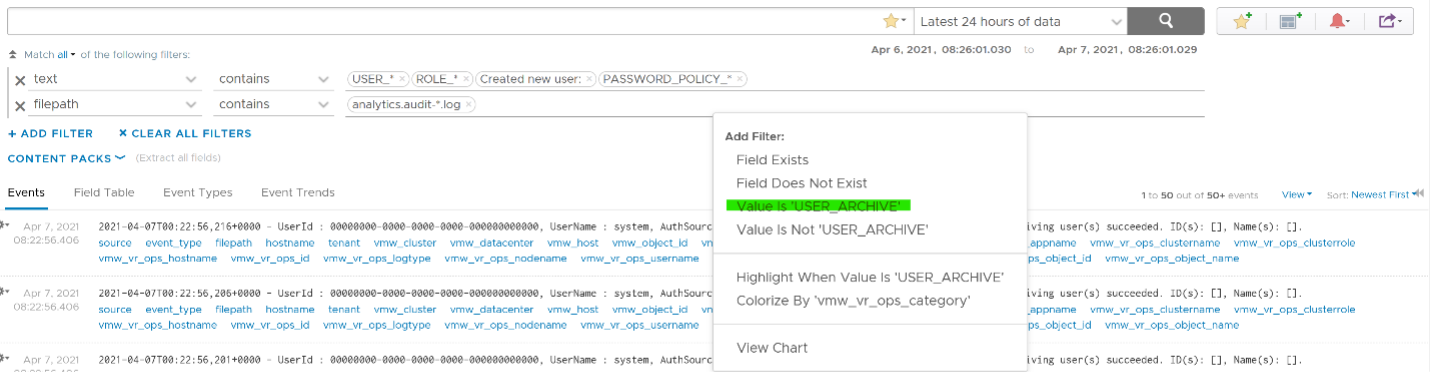 Latest 24 hours of data
Match all of the following filters:
Apr 6, 2021, 08:26:01.030 to Apr 7, 2021, 08:26:01.029
text contains USER_* ROLE_* Created new user: PASSWORD_POLICY_*
filepath contains analytics.audit-*.log
+ ADD FILTER × CLEAR ALL FILTERS
CONTENT PACKS (Extract all fields)
Add Filter:
Field Exists
Field Does Not Exist
Value Is 'USER_ARCHIVE'
Value Is Not 'USER_ARCHIVE'
Highlight When Value Is 'USER_ARCHIVE'
Colorize By 'vmw_vr_ops_category'
View Chart
Events Field Table Event Types Event Trends
1 to 50 out of 50+ events View Sort: Newest First
Apr 7, 2021 2021-04-07T00:22:56,216+0000 - UserId : 00000000-0000-0000-0000-000000000000, UserName : system, AuthSourc iving user(s) succeeded. ID(s): [], Name(s): [].
08:22:56.406 source event_type filepath hostname tenant vmw_cluster vmw_datacenter vmw_host vmw_object_id vn _appname vmw_vr_ops_clustername vmw_vr_ops_clusterrole
vmw_vr_ops_hostname vmw_vr_ops_id vmw_vr_ops_logtype vmw_vr_ops_nodename vmw_vr_ops_username ps_object_id vmw_vr_ops_object_name
Apr 7, 2021 2021-04-07T00:22:56,206+0000 - UserId : 00000000-0000-0000-0000-000000000000, UserName : system, AuthSourc iving user(s) succeeded. ID(s): [], Name(s): [].
08:22:56.406 source event_type filepath hostname tenant vmw_cluster vmw_datacenter vmw_host vmw_object_id vn _appname vmw_vr_ops_clustername vmw_vr_ops_clusterrole
vmw_vr_ops_hostname vmw_vr_ops_id vmw_vr_ops_logtype vmw_vr_ops_nodename vmw_vr_ops_username ps_object_id vmw_vr_ops_object_name
Apr 7, 2021 2021-04-07T00:22:56,201+0000 - UserId : 00000000-0000-0000-0000-000000000000, UserName : system, AuthSourc iving user(s) succeeded. ID(s): [], Name(s): [].